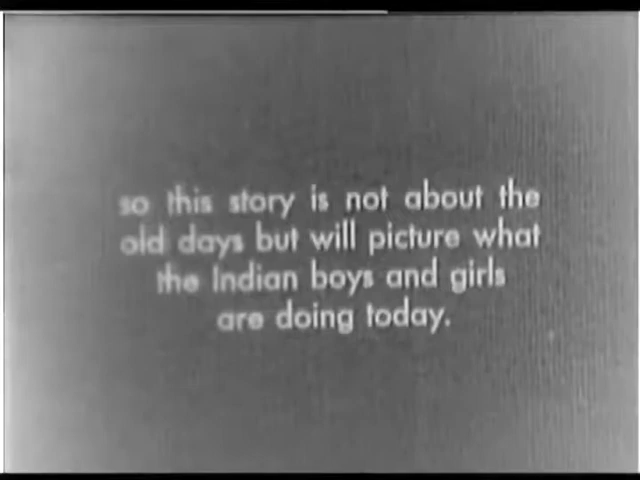 so this story is not about the
old days but will picture what
the Indian boys and girls
are doing today.